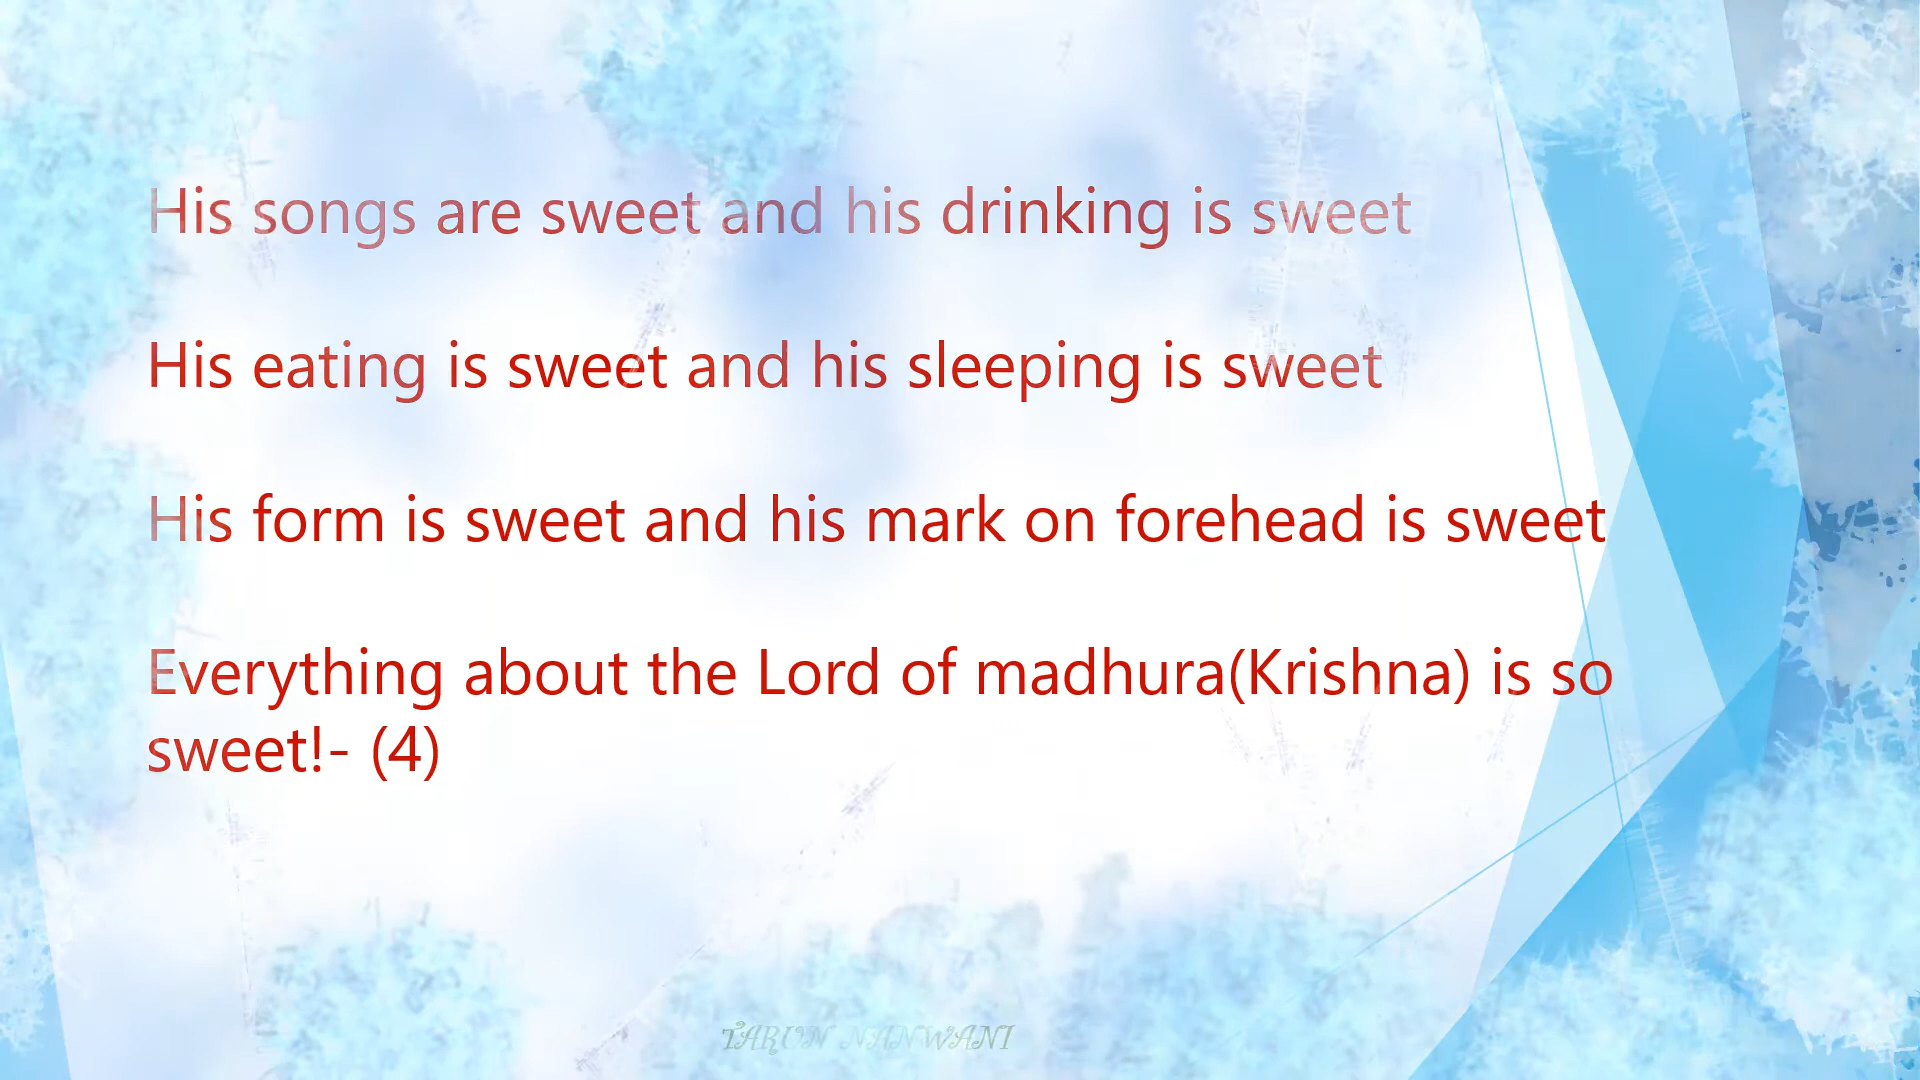 His songs are sweet and his drinking is sweet
His eating is sweet and his sleeping is sweet
His form is sweet and his mark on forehead is sweet
Everything about the Lord of madhura(Krishna) is so
sweet!- (4)
TARUN NANWANI